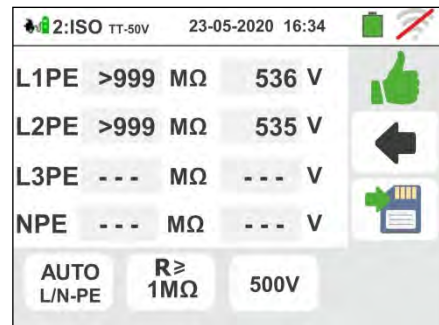 2:ISO TT-50V 23-05-2020 16:34
L1PE >999 MΩ 536 V
L2PE >999 MΩ 535 V
L3PE - - - MΩ - - - V
NPE - - - MΩ - - - V
AUTO R≥ 500V
L/N-PE 1MΩ